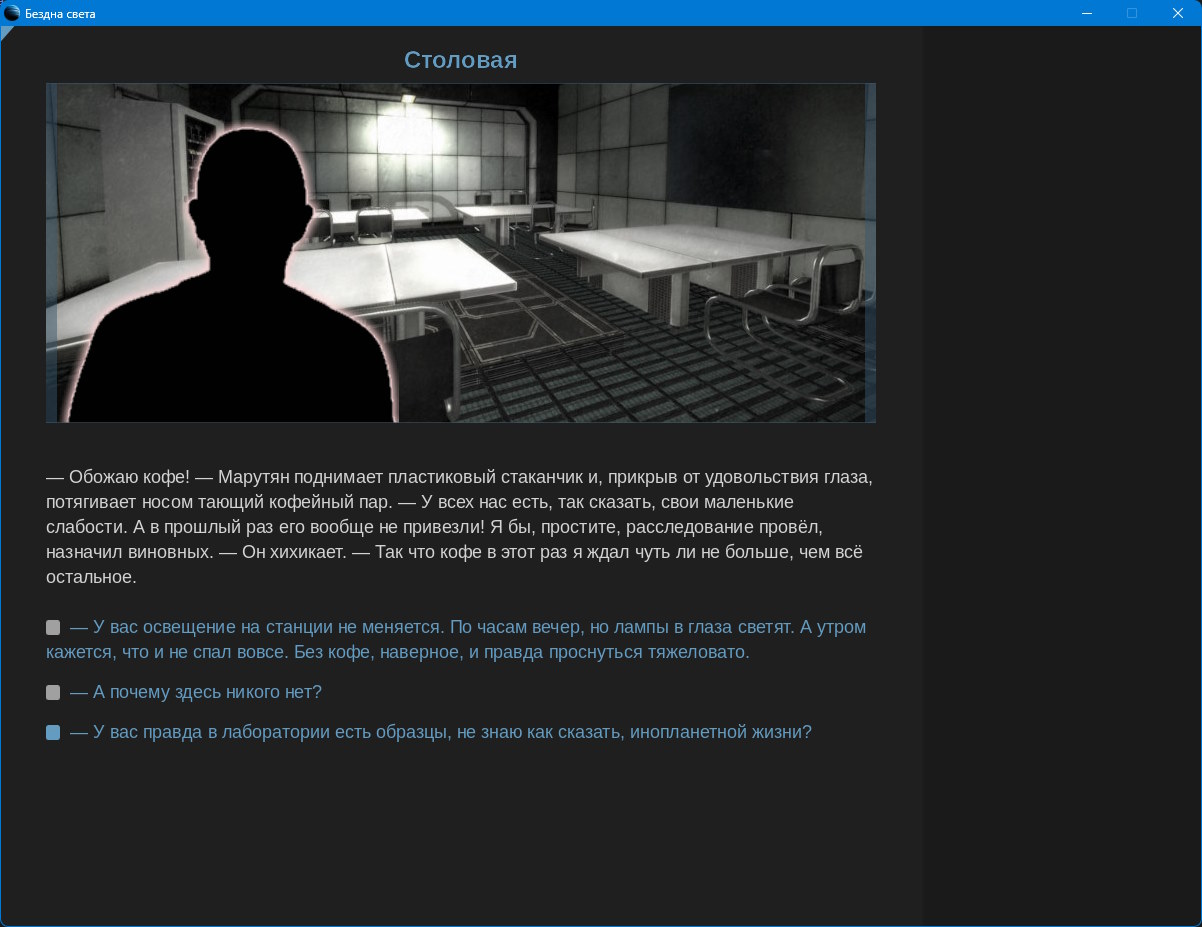 Бездна света
Столовая
— Обожаю кофе! — Марутян поднимает пластиковый стаканчик и, прикрыв от удовольствия глаза,
потягивает носом тающий кофейный пар. — У всех нас есть, так сказать, свои маленькие
слабости. А в прошлый раз его вообще не привезли! Я бы, простите, расследование провёл,
назначил виновных. — Он хихикает. — Так что кофе в этот раз я ждал чуть ли не больше, чем всё
остальное.
— У вас освещение на станции не меняется. По часам вечер, но лампы в глаза светят. А утром
кажется, что и не спал вовсе. Без кофе, наверное, и правда проснуться тяжеловато.
— А почему здесь никого нет?
— У вас правда в лаборатории есть образцы, не знаю как сказать, инопланетной жизни?